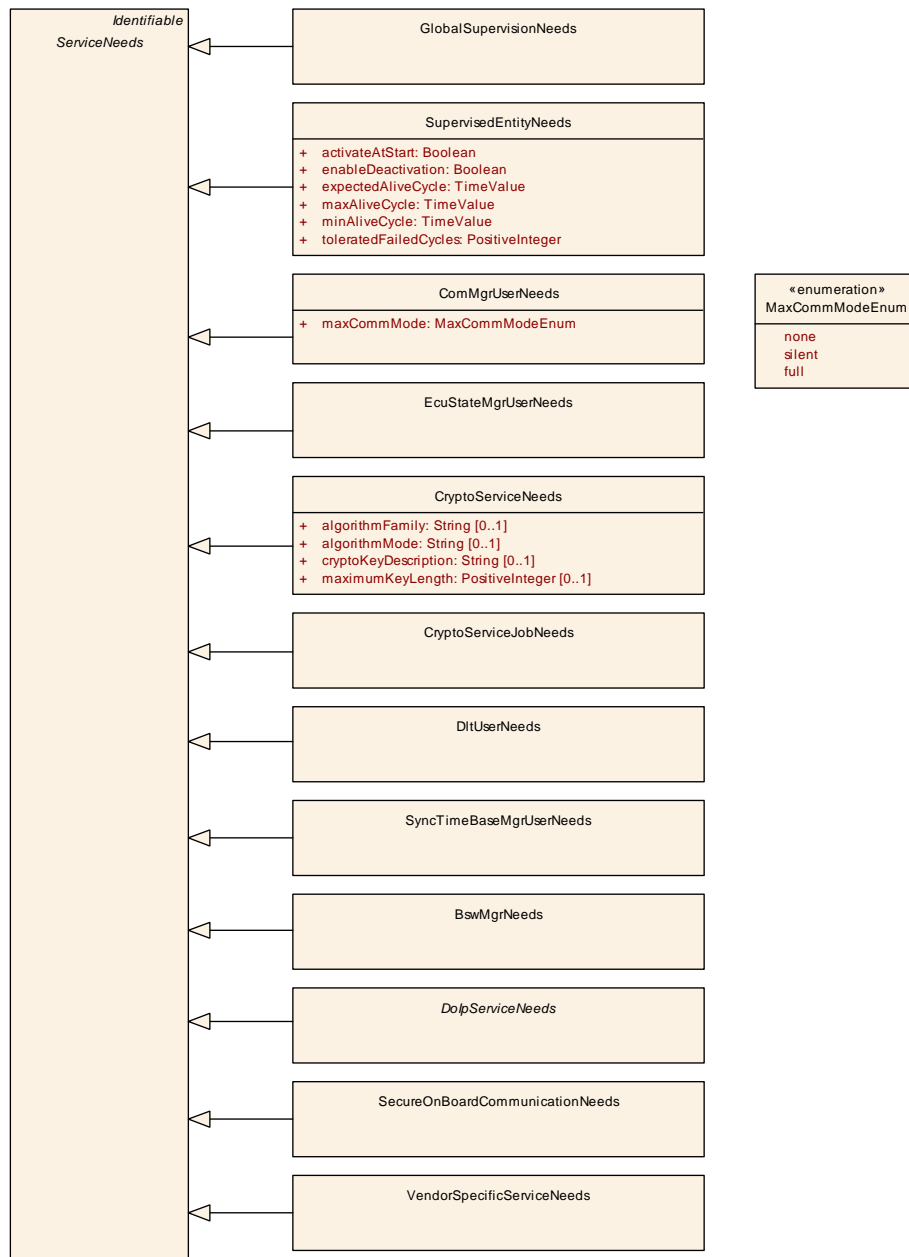 Identifiable
ServiceNeeds
GlobalSupervisionNeeds
SupervisedEntityNeeds
+ activateAtStart: Boolean
+ enableDeactivation: Boolean
+ expectedAliveCycle: TimeValue
+ maxAliveCycle: TimeValue
+ minAliveCycle: TimeValue
+ toleratedFailedCycles: PositiveInteger
ComMgrUserNeeds
+ maxCommMode: MaxCommModeEnum
«enumeration»
MaxCommModeEnum
none
silent
full
EcuStateMgrUserNeeds
CryptoServiceNeeds
+ algorithmFamily: String [0..1]
+ algorithmMode: String [0..1]
+ cryptoKeyDescription: String [0..1]
+ maximumKeyLength: PositiveInteger [0..1]
CryptoServiceJobNeeds
DltUserNeeds
SyncTimeBaseMgrUserNeeds
BswMgrNeeds
DoIpServiceNeeds
SecureOnBoardCommunicationNeeds
VendorSpecificServiceNeeds